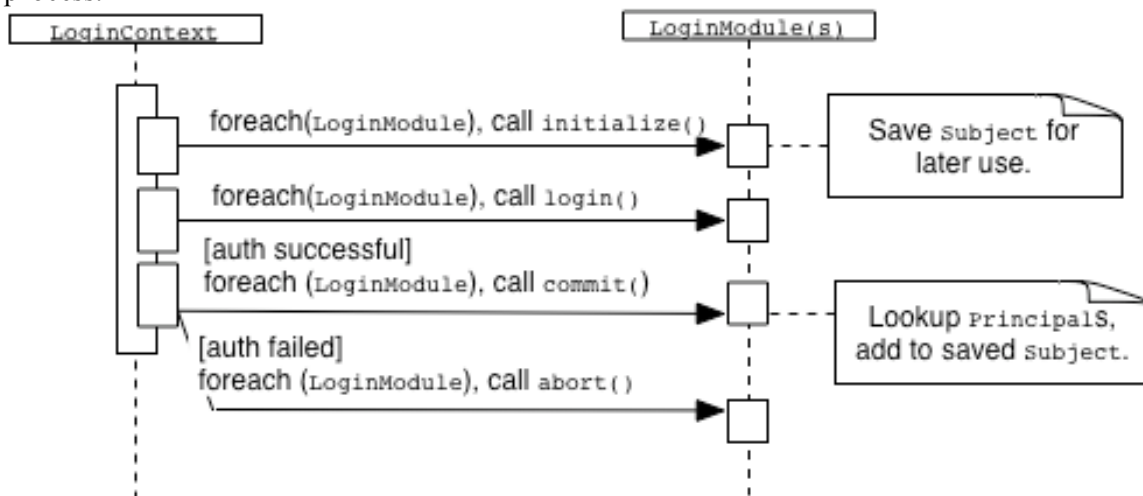 process.
LoginContext
LoginModule(s)
foreach(LoginModule), call initialize()
Save Subject for
later use.
foreach(LoginModule), call login()
[auth successful]
foreach (LoginModule), call commit()
Lookup Principals,
add to saved Subject.
[auth failed]
foreach (LoginModule), call abort()